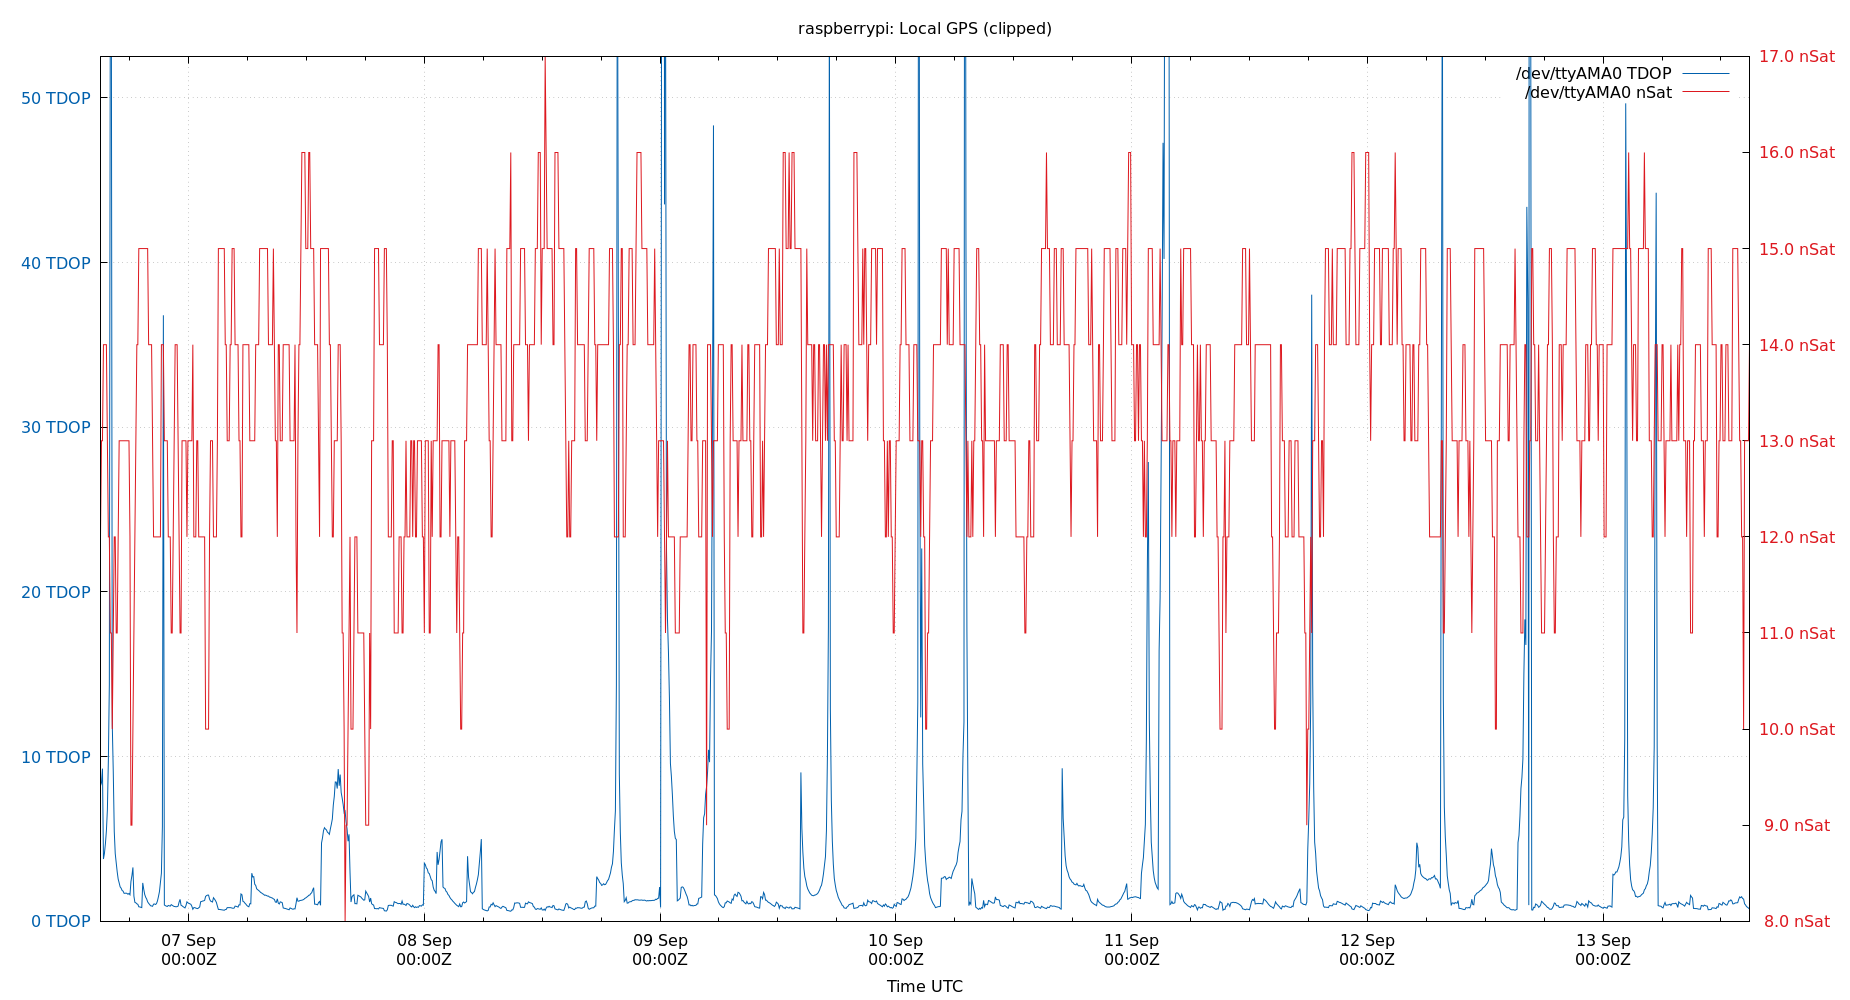 raspberrypi: Local GPS (clipped)
/dev/ttyAMA0 TDOP
/dev/ttyAMA0 nSat
50 TDOP
40 TDOP
30 TDOP
20 TDOP
10 TDOP
0 TDOP
17.0 nSat
16.0 nSat
15.0 nSat
14.0 nSat
13.0 nSat
12.0 nSat
11.0 nSat
10.0 nSat
9.0 nSat
8.0 nSat
07 Sep
00:00Z
08 Sep
00:00Z
09 Sep
00:00Z
10 Sep
00:00Z
11 Sep
00:00Z
12 Sep
00:00Z
13 Sep
00:00Z
Time UTC